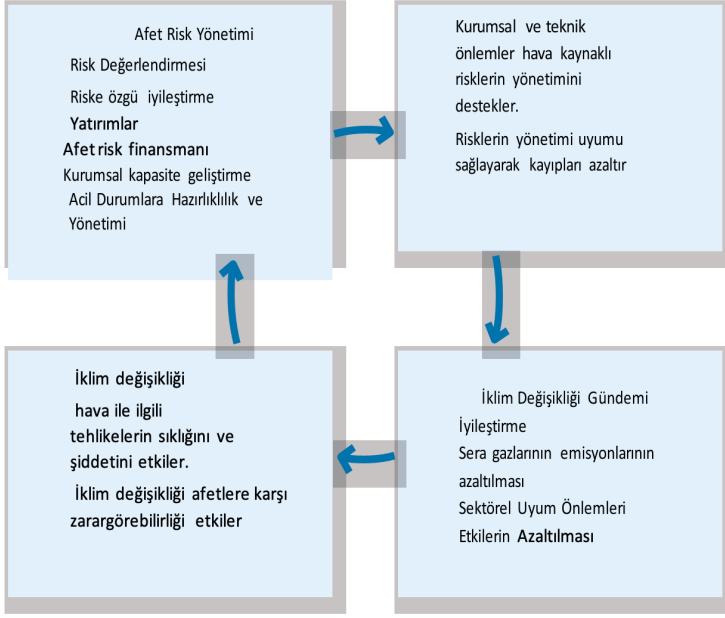 Afet Risk Yönetimi
Risk Değerlendirmesi
Riske özgü iyileştirme
Yatırımlar
Afet risk finansmanı
Kurumsal kapasite geliştirme
Acil Durumlara Hazırlıklılık ve
Yönetimi
Kurumsal ve teknik
önlemler hava kaynaklı
risklerin yönetimini
destekler.
Risklerin yönetimi uyumu
sağlayarak kayıpları azaltır
İklim Değişikliği Gündemi
İyileştirme
Sera gazlarının emisyonlarının
azaltılması
Sektörel Uyum Önlemleri
Etkilerin Azaltılması
İklim değişikliği
hava ile ilgili
tehlikelerin sıklığını ve
şiddetini etkiler.
İklim değişikliği afetlere karşı
zarargörebilirliği etkiler